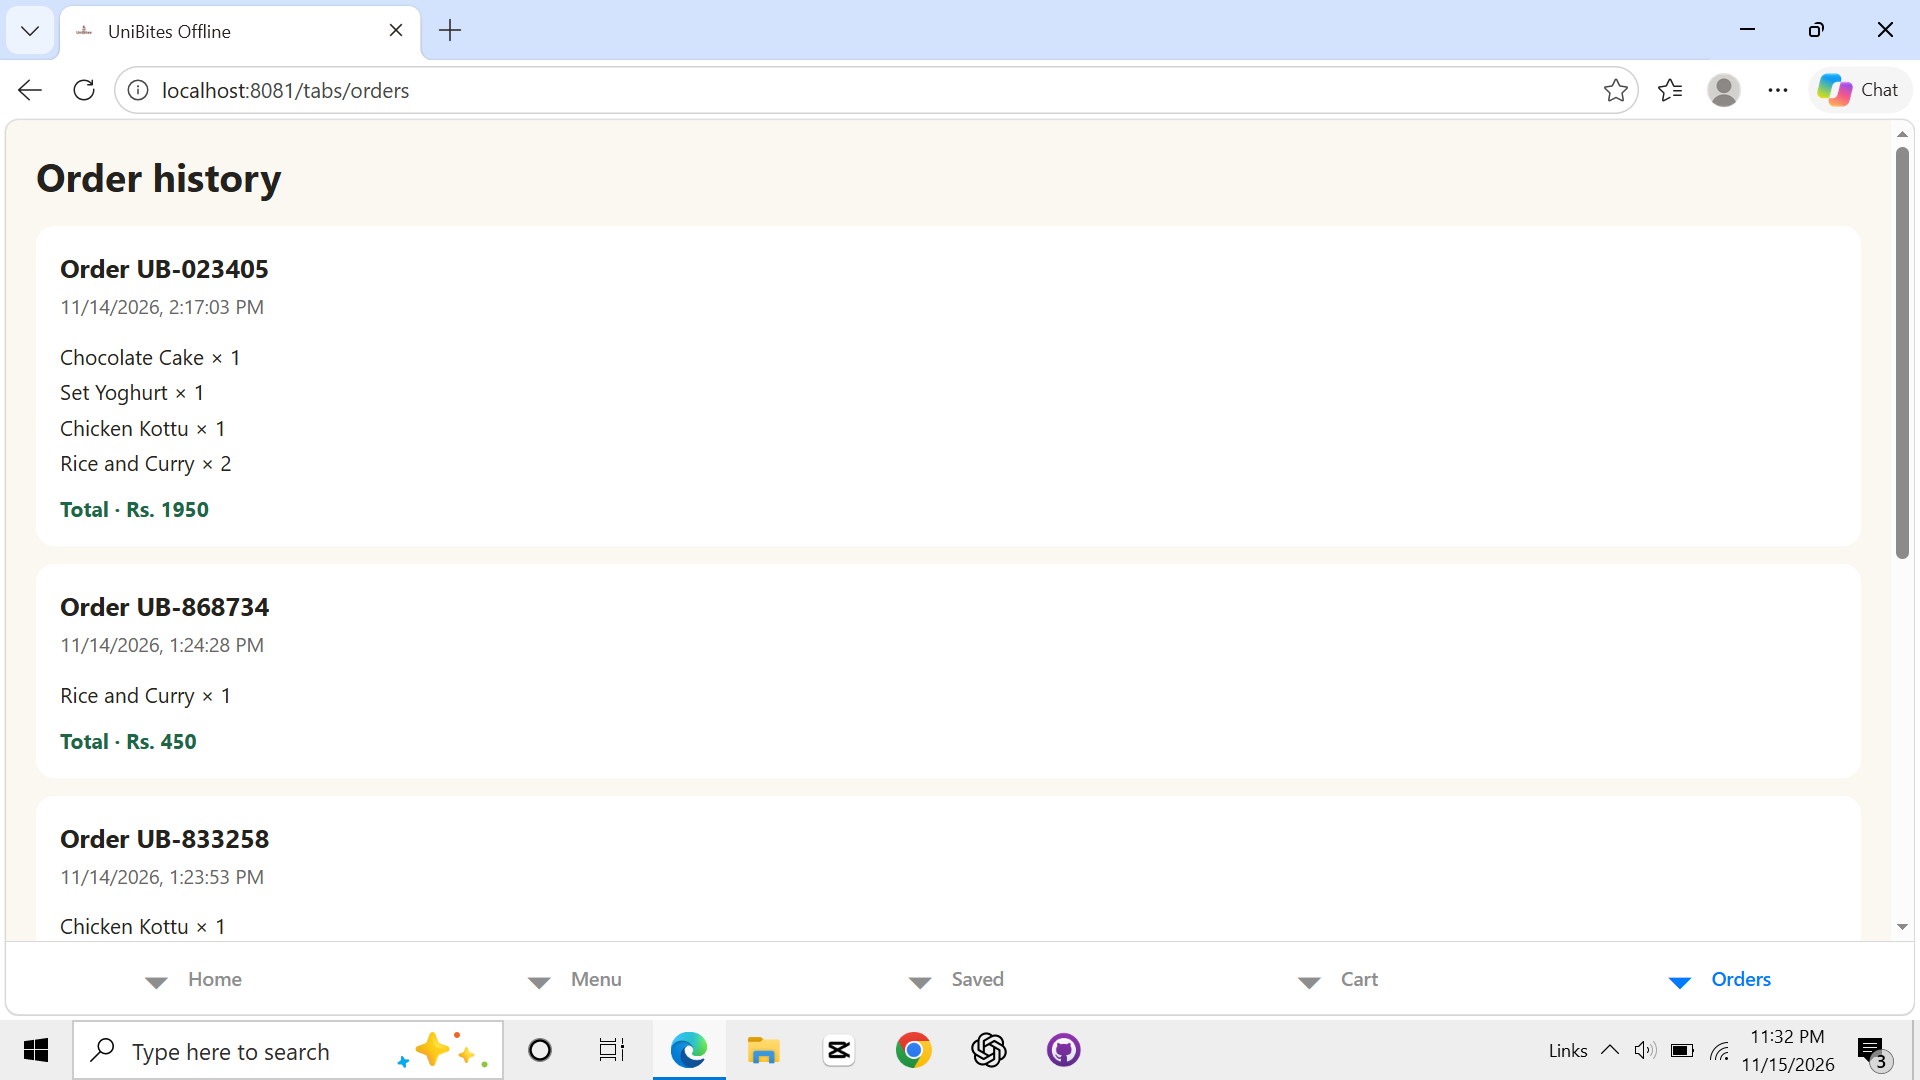 UniBites Offline
localhost:8081/tabs/orders
Chat
Order history
Order UB-023405
11/14/2026, 2:17:03 PM
Chocolate Cake × 1
Set Yoghurt × 1
Chicken Kottu × 1
Rice and Curry × 2
Total · Rs. 1950
Order UB-868734
11/14/2026, 1:24:28 PM
Rice and Curry × 1
Total · Rs. 450
Order UB-833258
11/14/2026, 1:23:53 PM
Chicken Kottu × 1
Home
Menu
Saved
Cart
Orders
Type here to search
Links
11:32 PM
11/15/2026
3